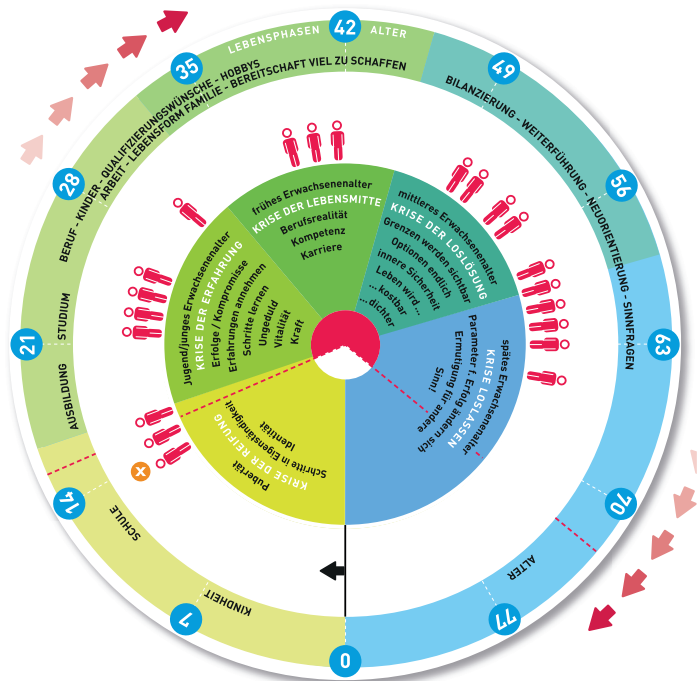 LEBENSPHASEN
ALTER
0
7
14
21
28
35
42
49
56
63
70
77
KINDHEIT
SCHULE
AUSBILDUNG
STUDIUM
BERUF – KINDER – QUALIFIZIERUNGSWÜNSCHE – HOBBYS
ARBEIT – LEBENSFORM FAMILIE – BEREITSCHAFT VIEL ZU SCHAFFEN
BILANZIERUNG – WEITERFÜHRUNG – NEUORIENTIERUNG – SINNFRAGEN
ALTER
x
Pubertät
KRISE DER REIFUNG
Schritte in Eigenständigkeit
Identität
Jugend/junges Erwachsenenalter
KRISE DER ERFAHRUNG
Erfolge / Kompromisse
Erfahrungen annehmen
Schritte lernen
Ungeduld
Vitalität
Kraft
frühes Erwachsenenalter
KRISE DER LEBENSMITTE
Berufsrealität
Kompetenz
Karriere
mittleres Erwachsenenalter
KRISE DER LOSLÖSUNG
Grenzen werden sichtbar
Optionen endlich
innere Sicherheit
Leben wird ...
... kostbar
...dichter
spätes Erwachsenenalter
KRISE LOSLASSEN
Parameter f. Erfolg ändern sich
Ermutigung für andere
Sinn!